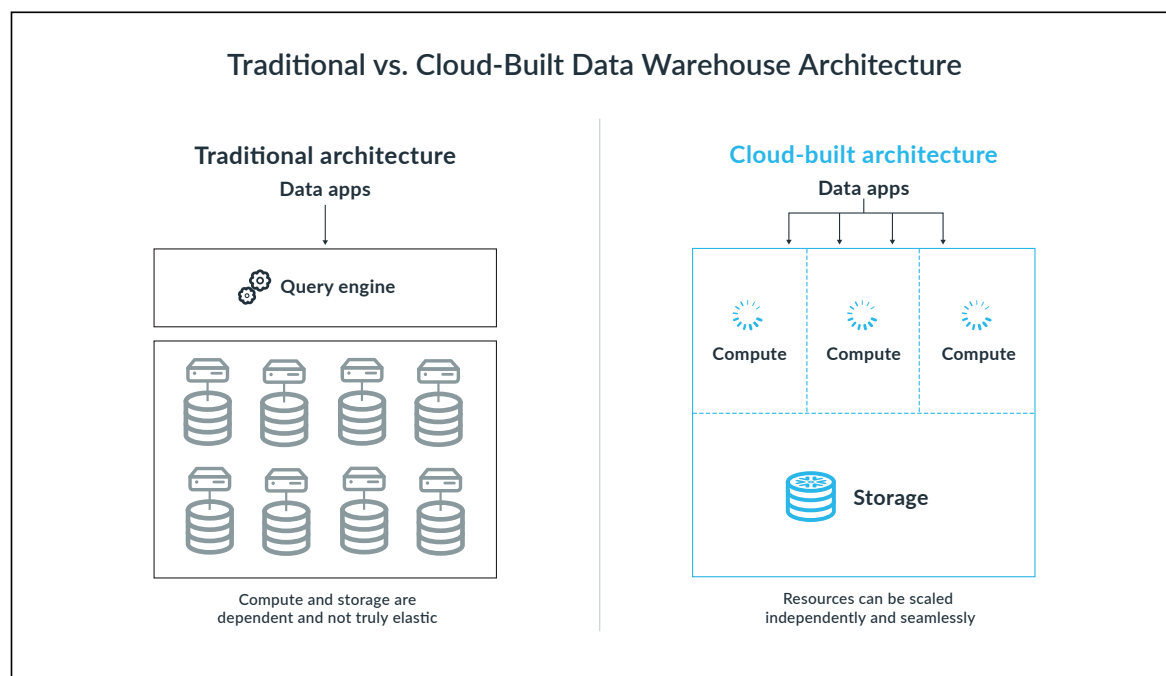 Traditional vs. Cloud-Built Data Warehouse Architecture
Traditional architecture
Data apps
Query engine
Compute and storage are
dependent and not truly elastic
Cloud-built architecture
Data apps
Compute
Compute
Compute
Storage
Resources can be scaled
independently and seamlessly